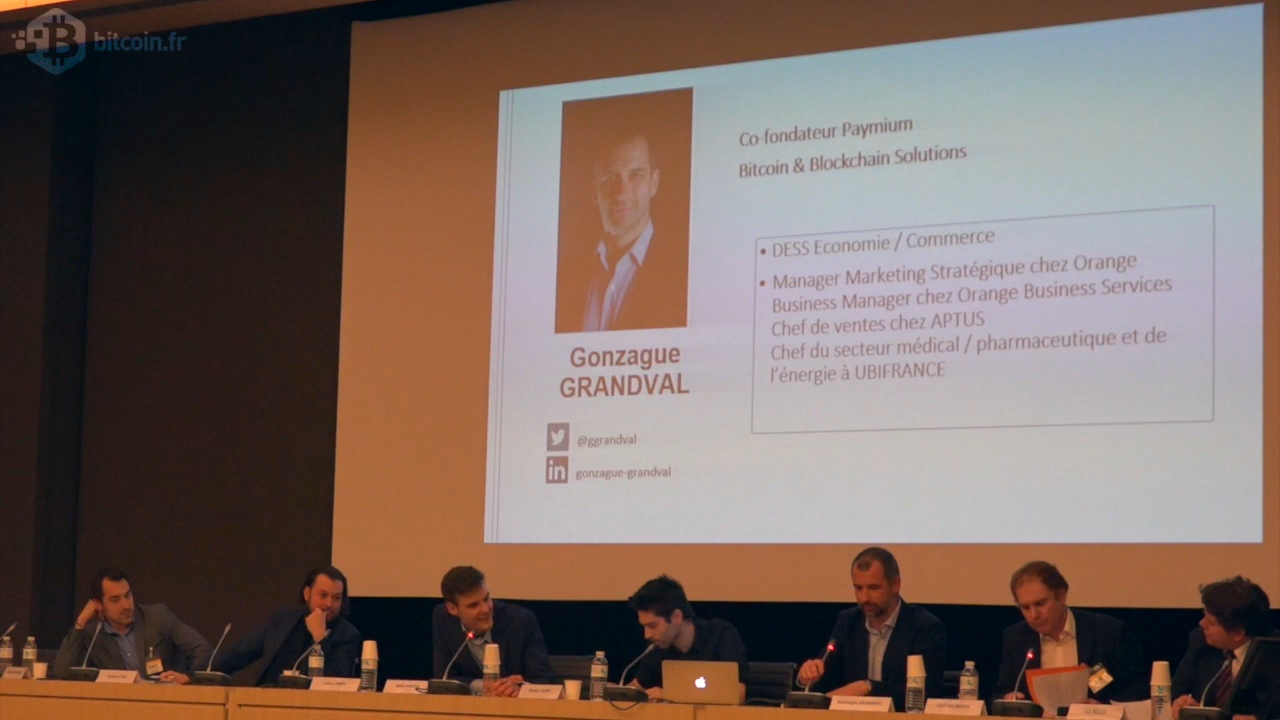 bitcoin.fr
Co-fondateur Paymium
Bitcoin & Blockchain Solutions
• DESS Economie / Commerce
• Manager Marketing Stratégique chez Orange
Business Manager chez Orange Business Services
Chef de ventes chez APTUS
Chef du secteur médical / pharmaceutique et de
l'énergie à UBIFRANCE
Gonzague
GRANDVAL
@ggrandval
in gonzague-grandval